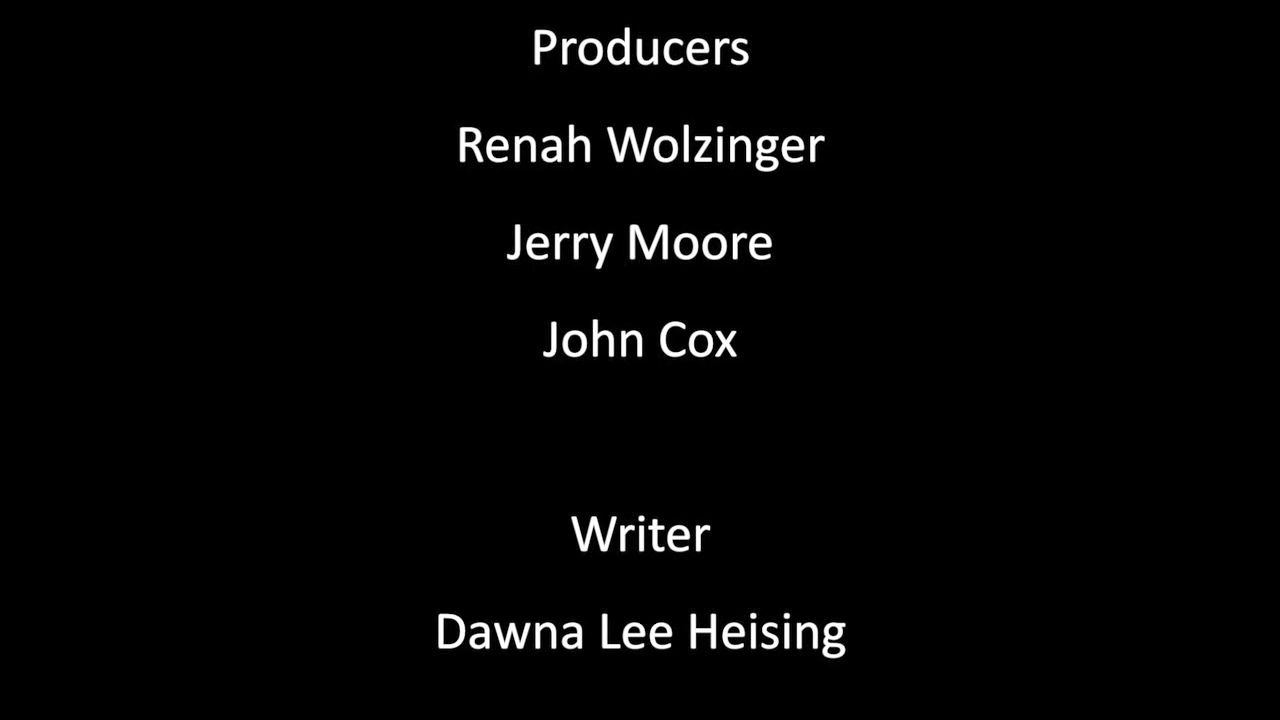 Producers
Renah Wolzinger
Jerry Moore
John Cox
Writer
Dawna Lee Heising